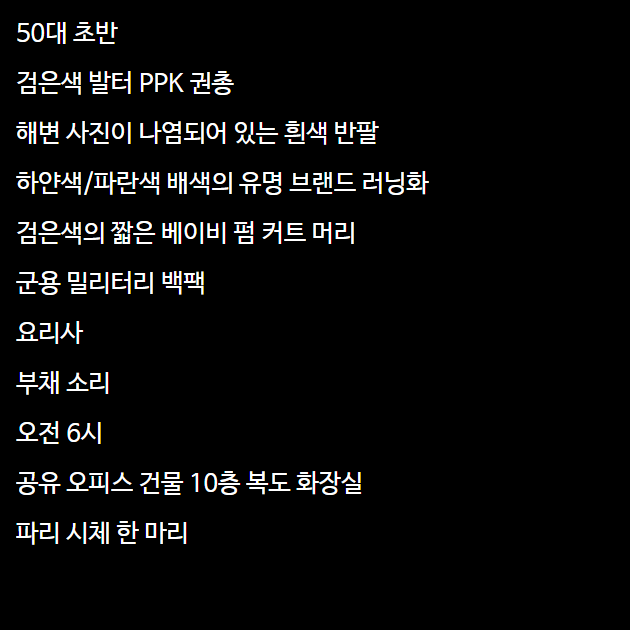 50대 초반
검은색 발터 PPK 권총
해변 사진이 나염되어 있는 흰색 반팔
하얀색/파란색 배색의 유명 브랜드 러닝화
검은색의 짧은 베이비 펌 커트 머리
군용 밀리터리 백팩
요리사
부채 소리
오전 6시
공유 오피스 건물 10층 복도 화장실
파리 시체 한 마리